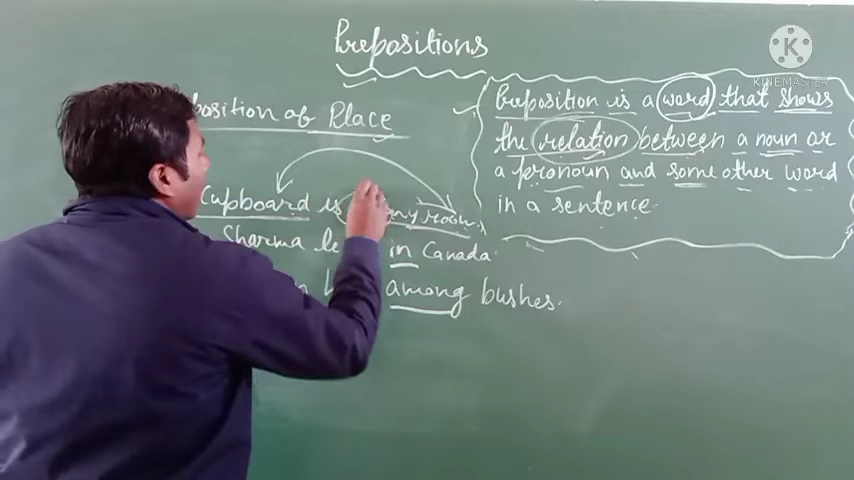 Prepositions
position of Place
Cupboard is my room.
Sharma in Canada.
among bushes.
Preposition is a word that shows
the relation between a noun or
a pronoun and some other word
in a sentence.
KINEMASTER